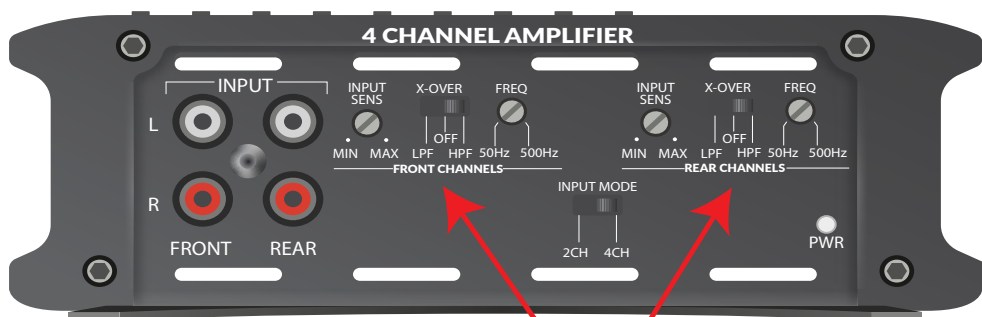 4 CHANNEL AMPLIFIER
INPUT
L
R
FRONT
REAR
INPUT
SENS
MIN MAX
X-OVER
OFF
LPF HPF
FREQ
50Hz 500Hz
FRONT CHANNELS
INPUT
SENS
MIN MAX
X-OVER
OFF
LPF HPF
FREQ
50Hz 500Hz
REAR CHANNELS
INPUT MODE
2CH 4CH
PWR